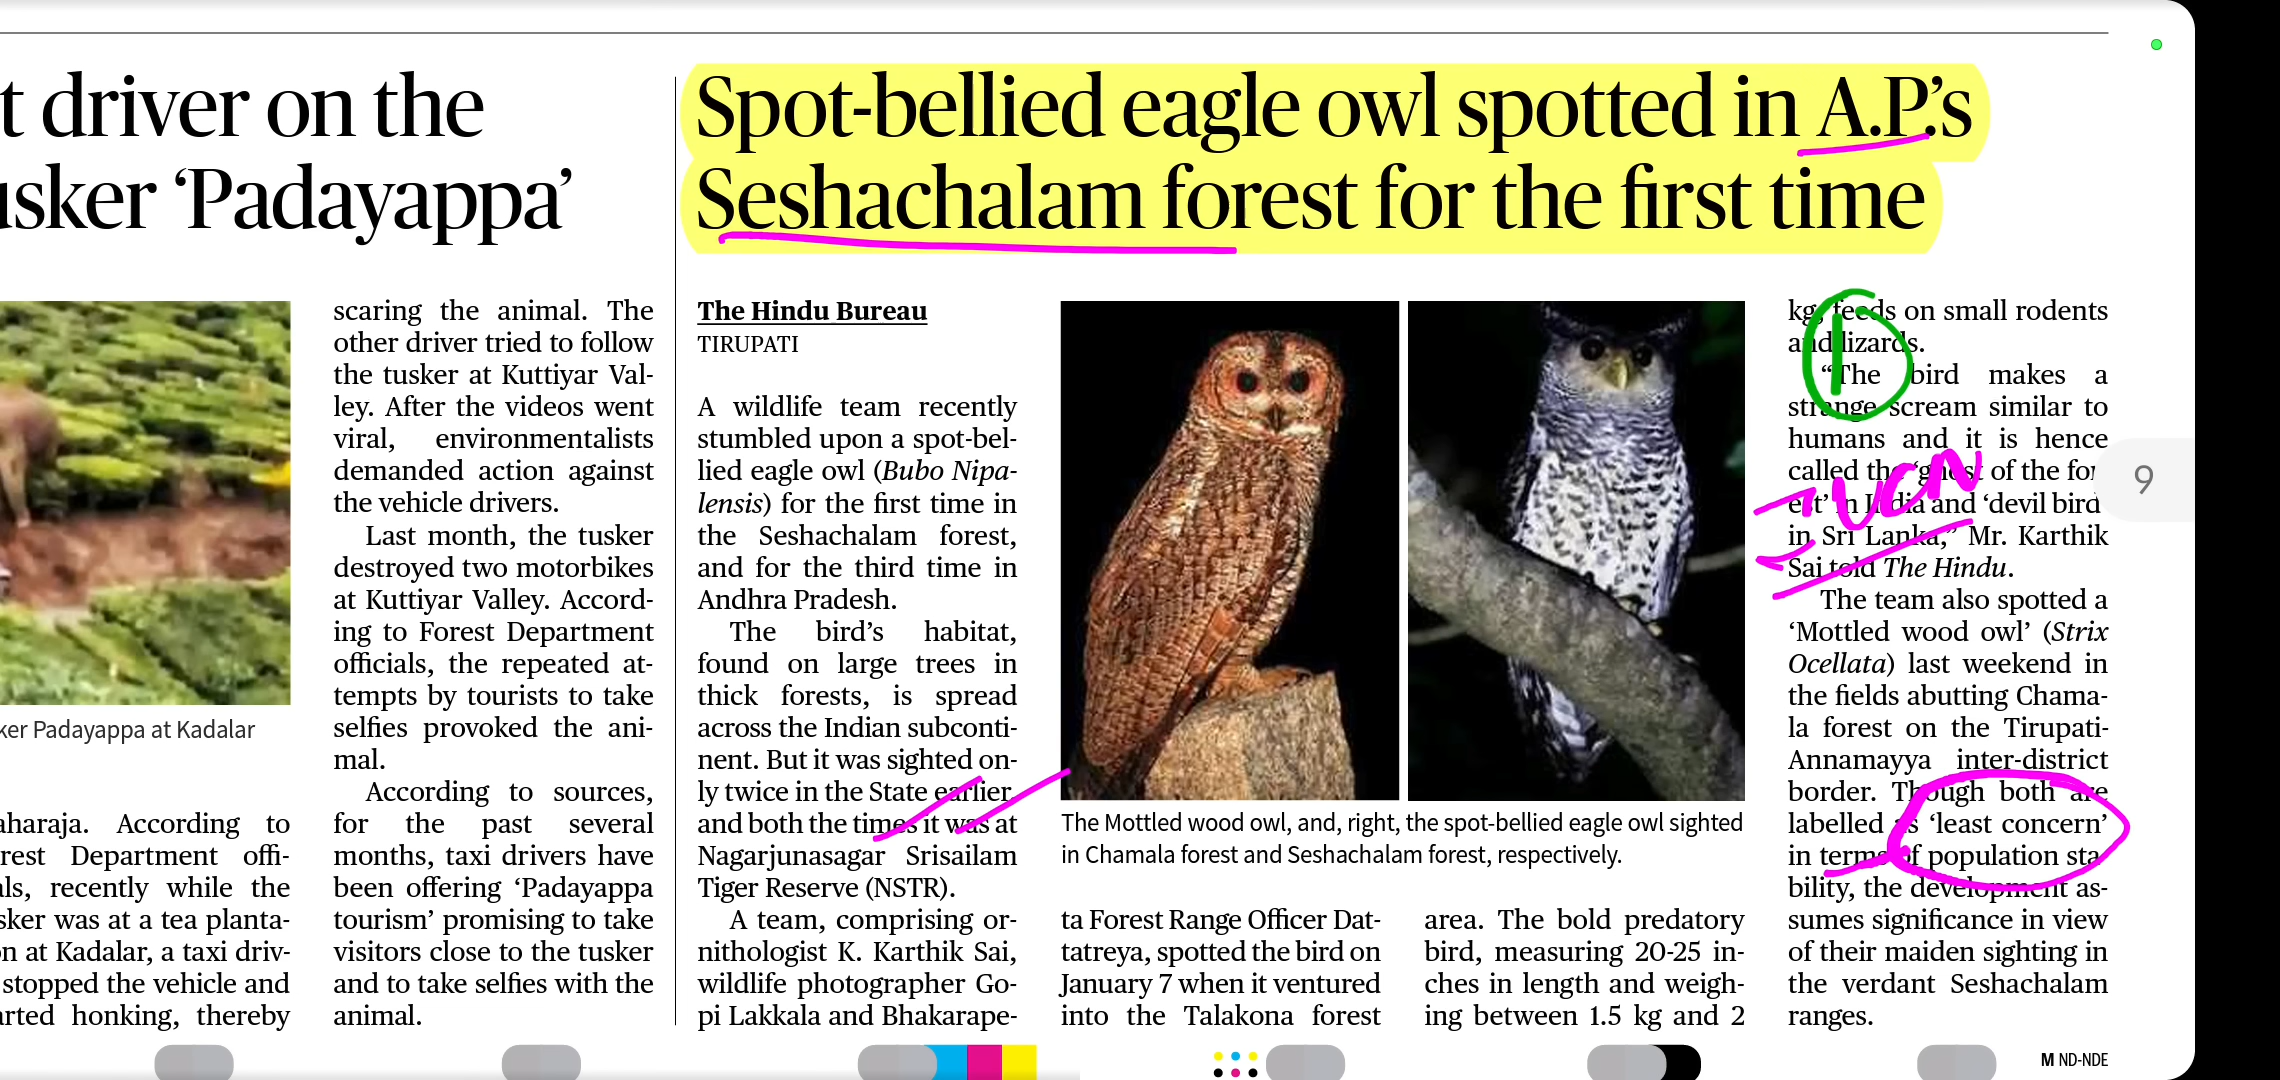 t driver on the
usker ‘Padayappa’
ker Padayappa at Kadalar
aharaja. According to
rest Department offi-
als, recently while the
sker was at a tea planta-
on at Kadalar, a taxi driv-
stopped the vehicle and
arted honking, thereby
scaring the animal. The
other driver tried to follow
the tusker at Kuttiyar Val-
ley. After the videos went
viral, environmentalists
demanded action against
the vehicle drivers.
Last month, the tusker
destroyed two motorbikes
at Kuttiyar Valley. Accord-
ing to Forest Department
officials, the repeated at-
tempts by tourists to take
selfies provoked the ani-
mal.
According to sources,
for the past several
months, taxi drivers have
been offering ‘Padayappa
tourism’ promising to take
visitors close to the tusker
and to take selfies with the
animal.
Spot-bellied eagle owl spotted in A.P.’s
Seshachalam forest for the first time
The Hindu Bureau
TIRUPATI
A wildlife team recently
stumbled upon a spot-bel-
lied eagle owl (Bubo Nipa-
lensis) for the first time in
the Seshachalam forest,
and for the third time in
Andhra Pradesh.
The bird’s habitat,
found on large trees in
thick forests, is spread
across the Indian subconti-
nent. But it was sighted on-
ly twice in the State earlier,
and both the times it was at
Nagarjunasagar Srisailam
Tiger Reserve (NSTR).
A team, comprising or-
nithologist K. Karthik Sai,
wildlife photographer Go-
pi Lakkala and Bhakarape-
The Mottled wood owl, and, right, the spot-bellied eagle owl sighted
in Chamala forest and Seshachalam forest, respectively.
ta Forest Range Officer Dat-
tatreya, spotted the bird on
January 7 when it ventured
into the Talakona forest
area. The bold predatory
bird, measuring 20-25 in-
ches in length and weigh-
ing between 1.5 kg and 2
kg, feeds on small rodents
and lizards.
“The bird makes a
strange scream similar to
humans and it is hence
called the ‘ghost of the for-
est’ in India and ‘devil bird’
in Sri Lanka,” Mr. Karthik
Sai told The Hindu.
The team also spotted a
‘Mottled wood owl’ (Strix
Ocellata) last weekend in
the fields abutting Chama-
la forest on the Tirupati-
Annamayya inter-district
border. Though both are
labelled as ‘least concern’
in terms of population sta-
bility, the development as-
sumes significance in view
of their maiden sighting in
the verdant Seshachalam
ranges.
1
IUCN
9
M ND-NDE